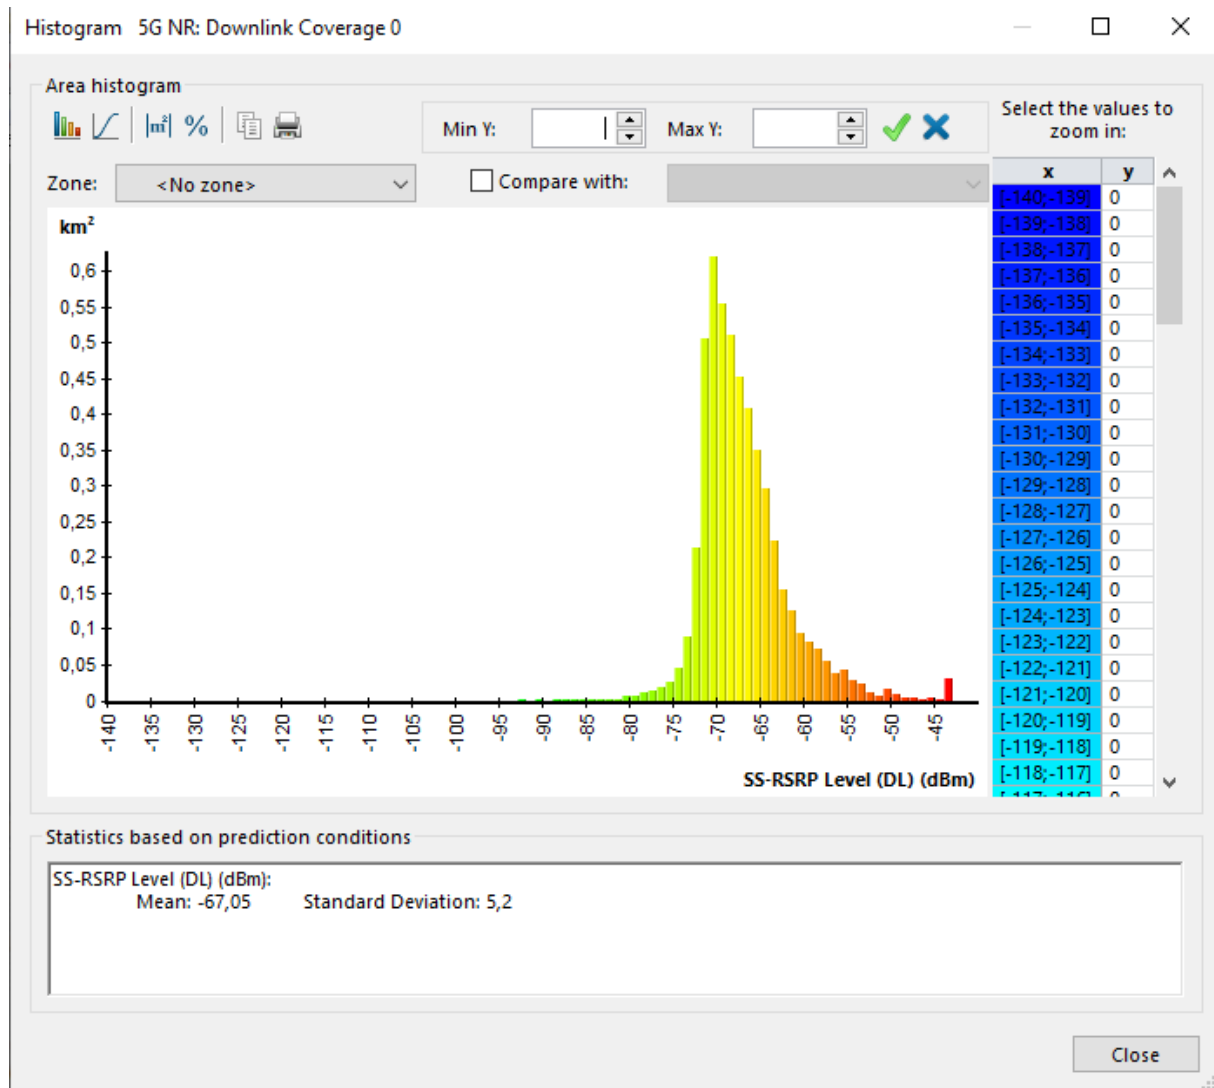 Histogram 5G NR: Downlink Coverage 0
Area histogram
m²
%
Min Y:
Max Y:
Select the values to
zoom in:
Zone:
<No zone>
Compare with:
x y
[-140;-139] 0
[-139;-138] 0
[-138;-137] 0
[-137;-136] 0
[-136;-135] 0
[-135;-134] 0
[-134;-133] 0
[-133;-132] 0
[-132;-131] 0
[-131;-130] 0
[-130;-129] 0
[-129;-128] 0
[-128;-127] 0
[-127;-126] 0
[-126;-125] 0
[-125;-124] 0
[-124;-123] 0
[-123;-122] 0
[-122;-121] 0
[-121;-120] 0
[-120;-119] 0
[-119;-118] 0
[-118;-117] 0
[-117;-116] 0
km²
0,6
0,55
0,5
0,45
0,4
0,35
0,3
0,25
0,2
0,15
0,1
0,05
0
-140 -135 -130 -125 -120 -115 -110 -105 -100 -95 -90 -85 -80 -75 -70 -65 -60 -55 -50 -45
SS-RSRP Level (DL) (dBm)
Statistics based on prediction conditions
SS-RSRP Level (DL) (dBm):
Mean: -67,05 Standard Deviation: 5,2
Close